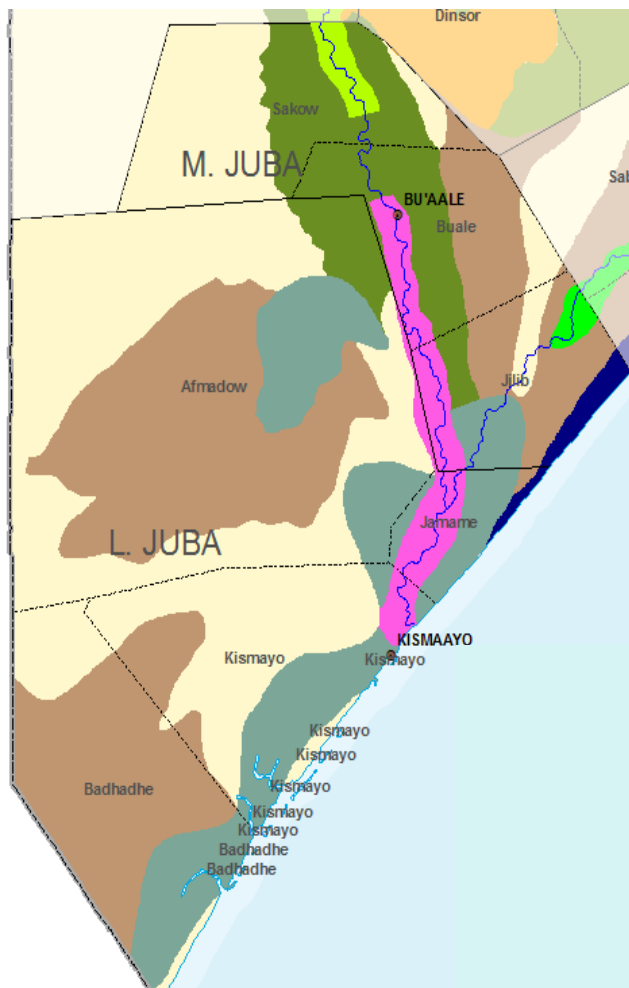 Dinsor
Sakow
M. JUBA
Sab
BU'AALE
Buale
Afmadow
Jilib
Jamame
L. JUBA
KISMAAYO
Kismayo
Kismayo
Kismayo
Kismayo
Kismayo
Badhadhe
Kismayo
Kismayo
Badhadhe
Badhadhe